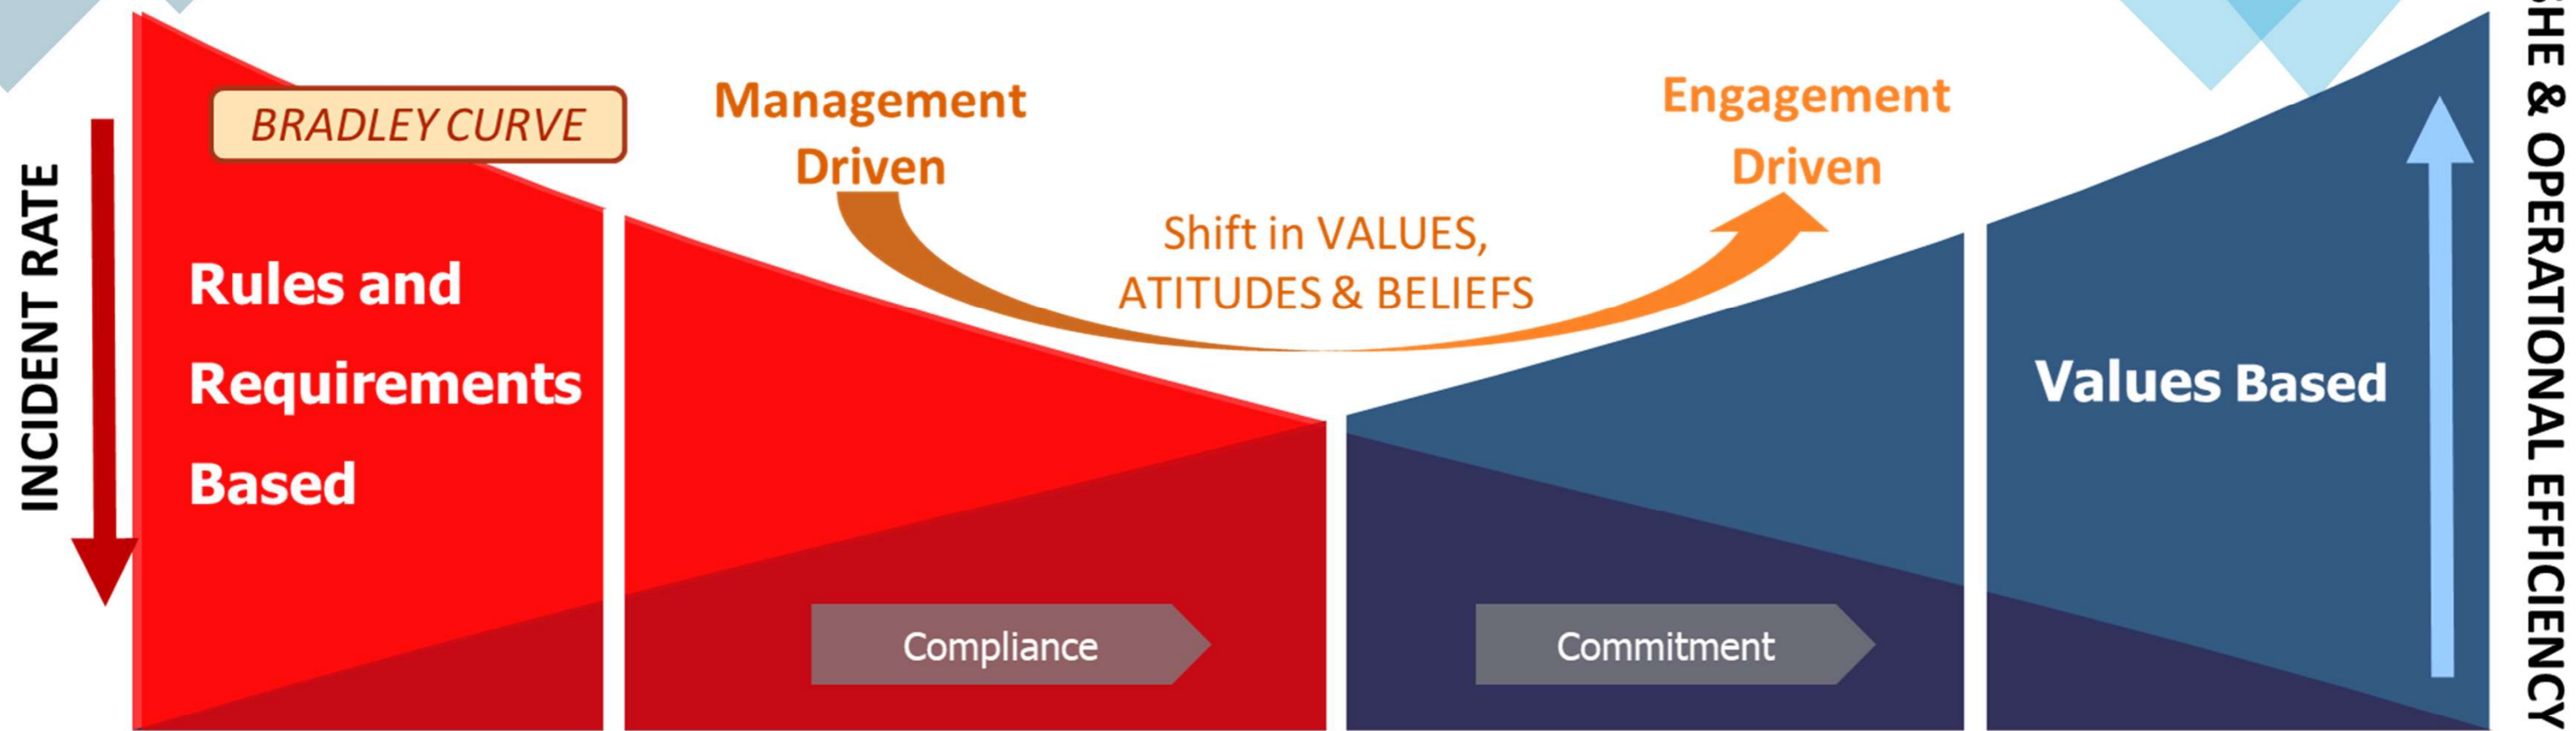 INCIDENT RATE
BRADLEY CURVE
Rules and
Requirements
Based
Management
Driven
Shift in VALUES,
ATITUDES & BELIEFS
Engagement
Driven
Compliance
Commitment
Values Based
SHE & OPERATIONAL EFFICIENCY